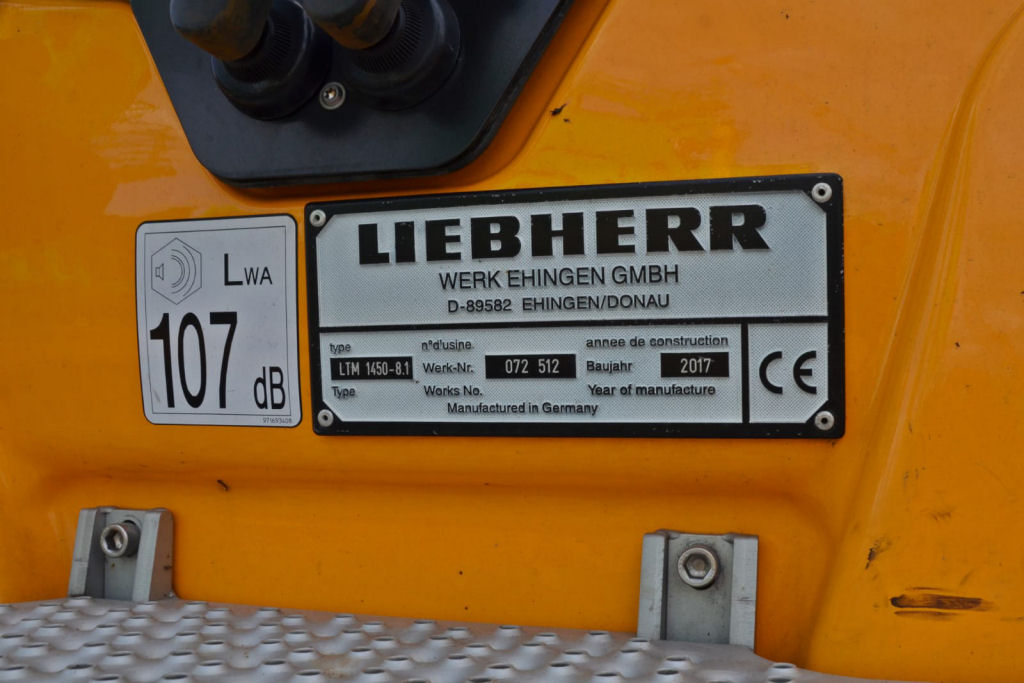 LWA
107
dB
971693408
LIEBHERR
WERK EHINGEN GMBH
D-89582 EHINGEN/DONAU
type n°d'usine annee de construction
LTM 1450-8.1 Werk-Nr. 072 512 Baujahr 2017
Type Works No. Year of manufacture
Manufactured in Germany
CE